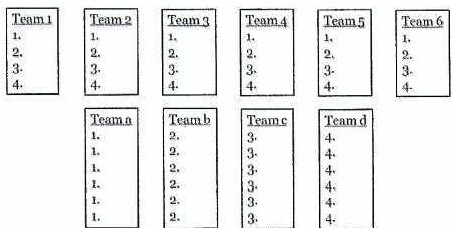 Team 1 Team 2 Team 3 Team 4 Team 5 Team 6
1. 1. 1. 1. 1. 1.
2. 2. 2. 2. 2. 2.
3. 3. 3. 3. 3. 3.
4. 4. 4. 4. 4. 4.
Team a Team b Team c Team d
1. 2. 3. 4.
1. 2. 3. 4.
1. 2. 3. 4.
1. 2. 3. 4.
1. 2. 3. 4.
1. 2. 3. 4.